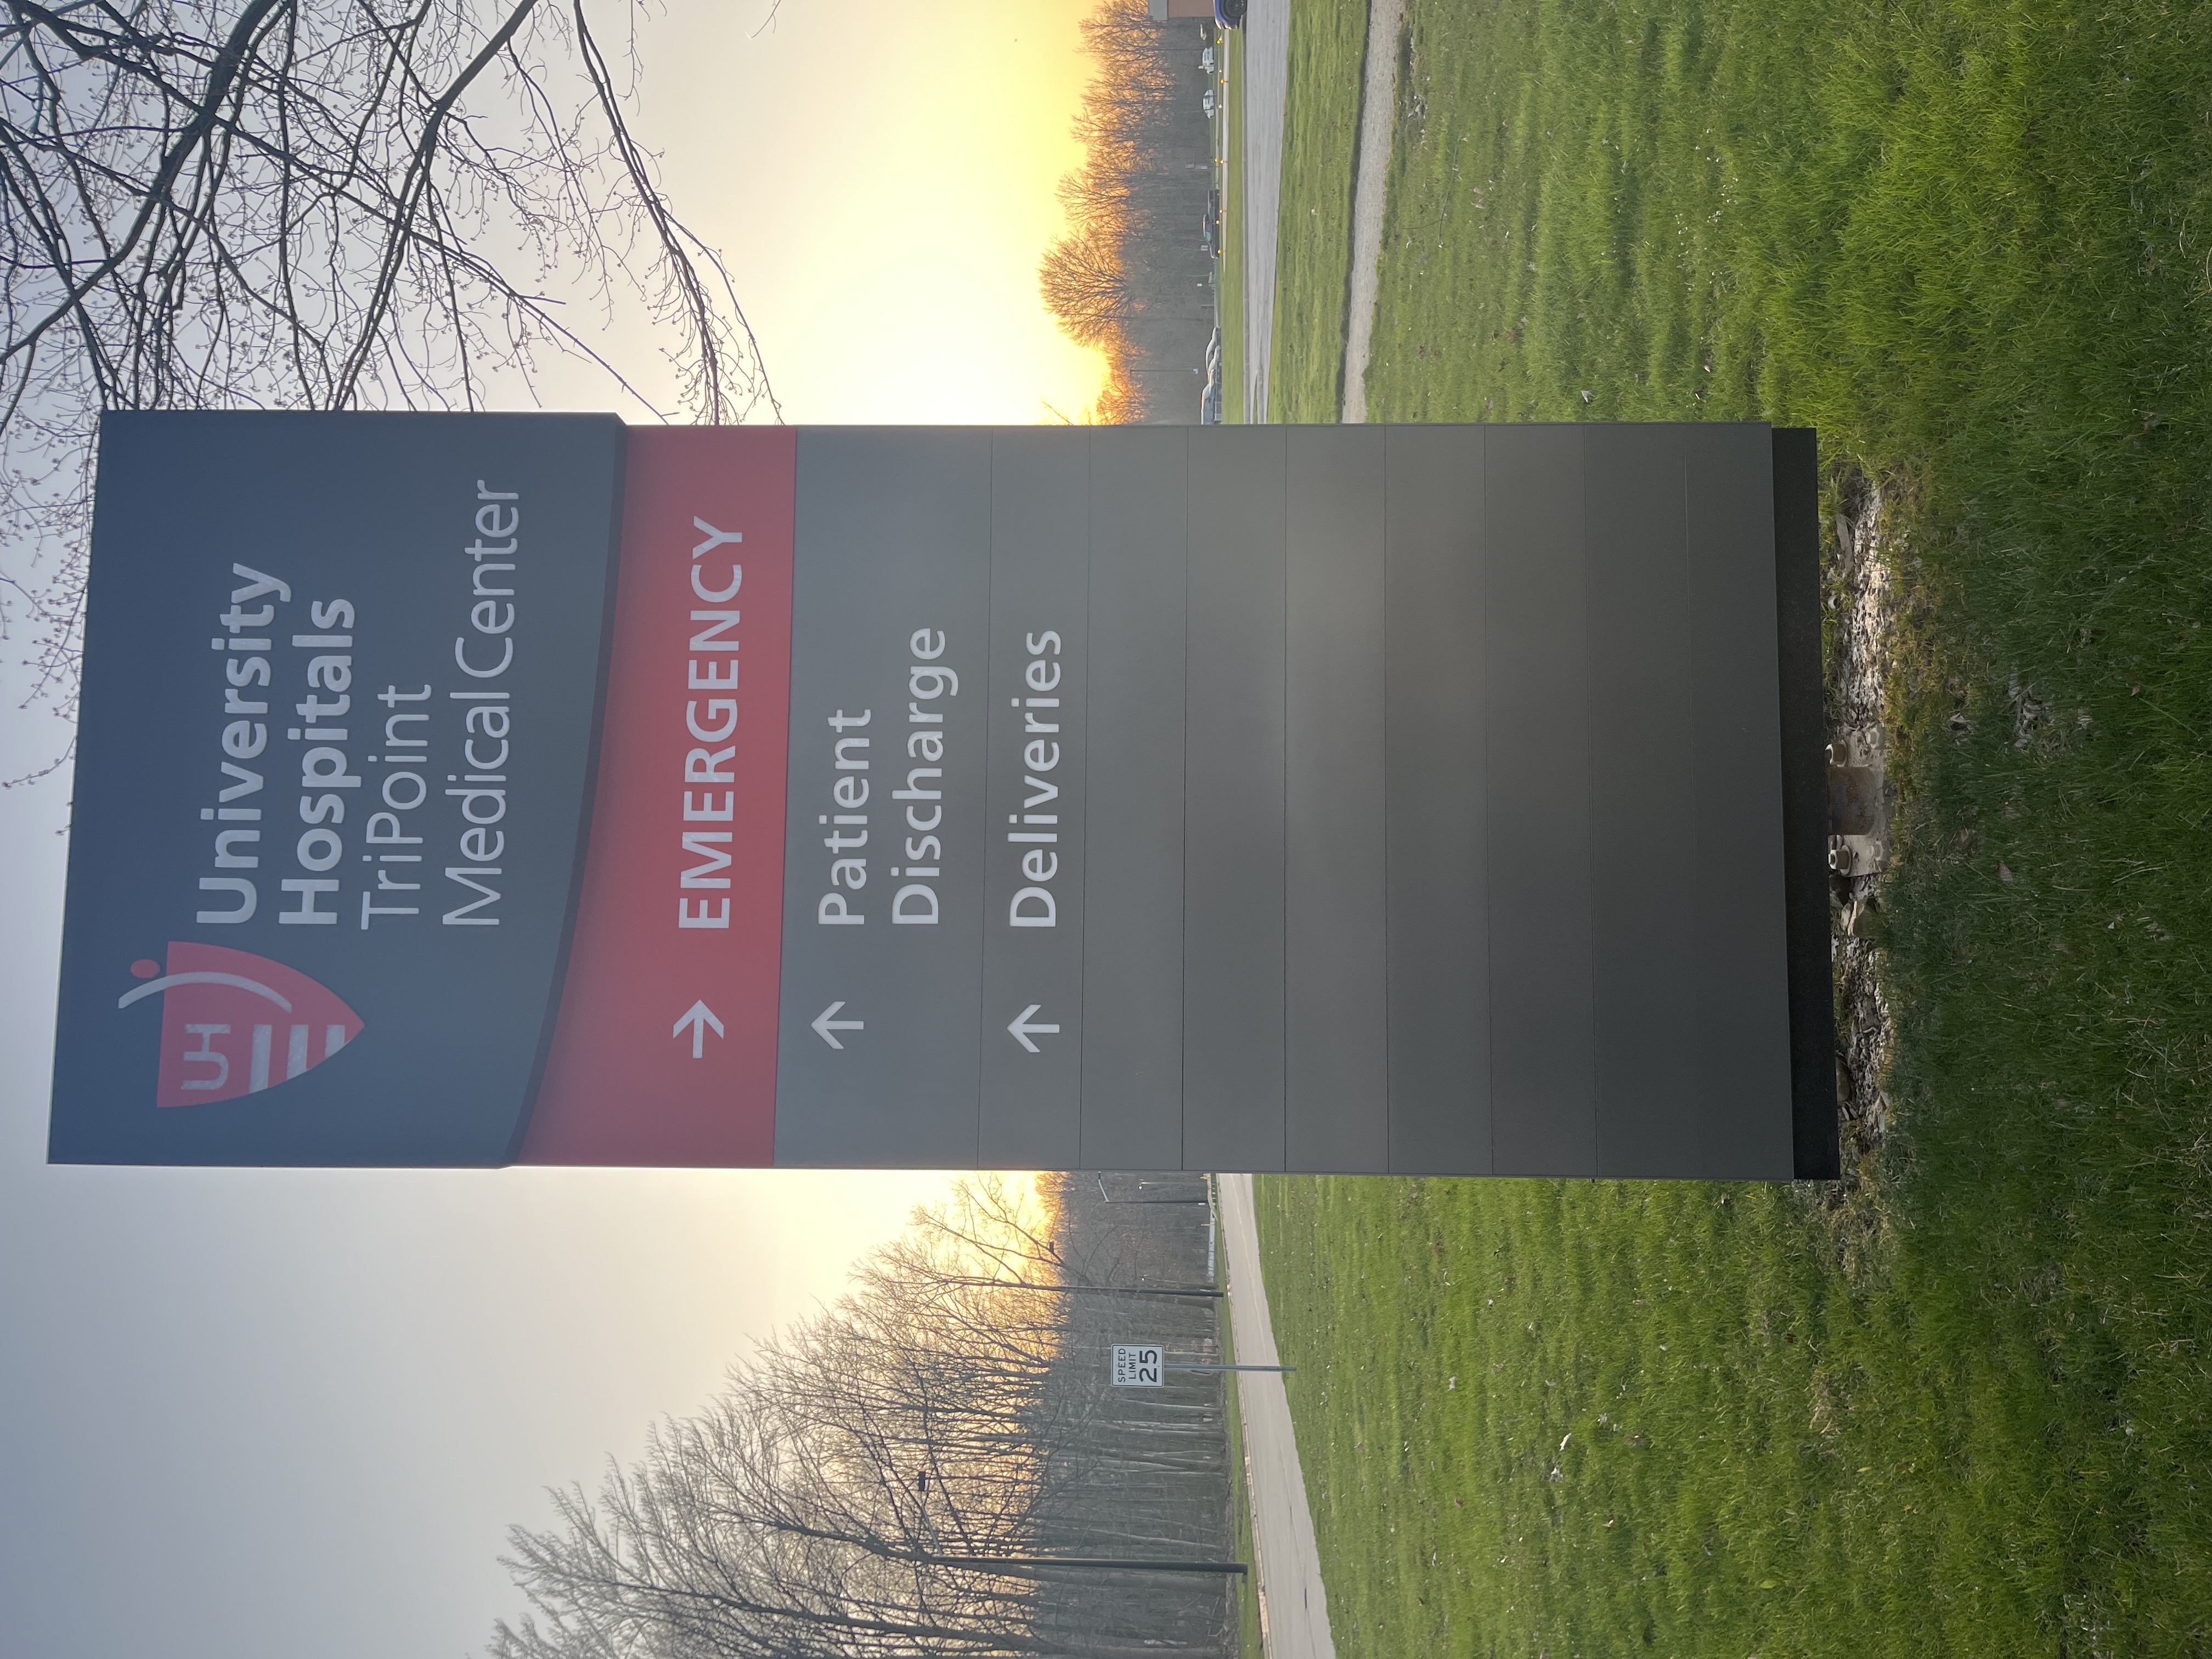 UH
University
Hospitals
TriPoint
Medical Center
→ EMERGENCY
↑ Patient
Discharge
↑ Deliveries
SPEED
LIMIT
25